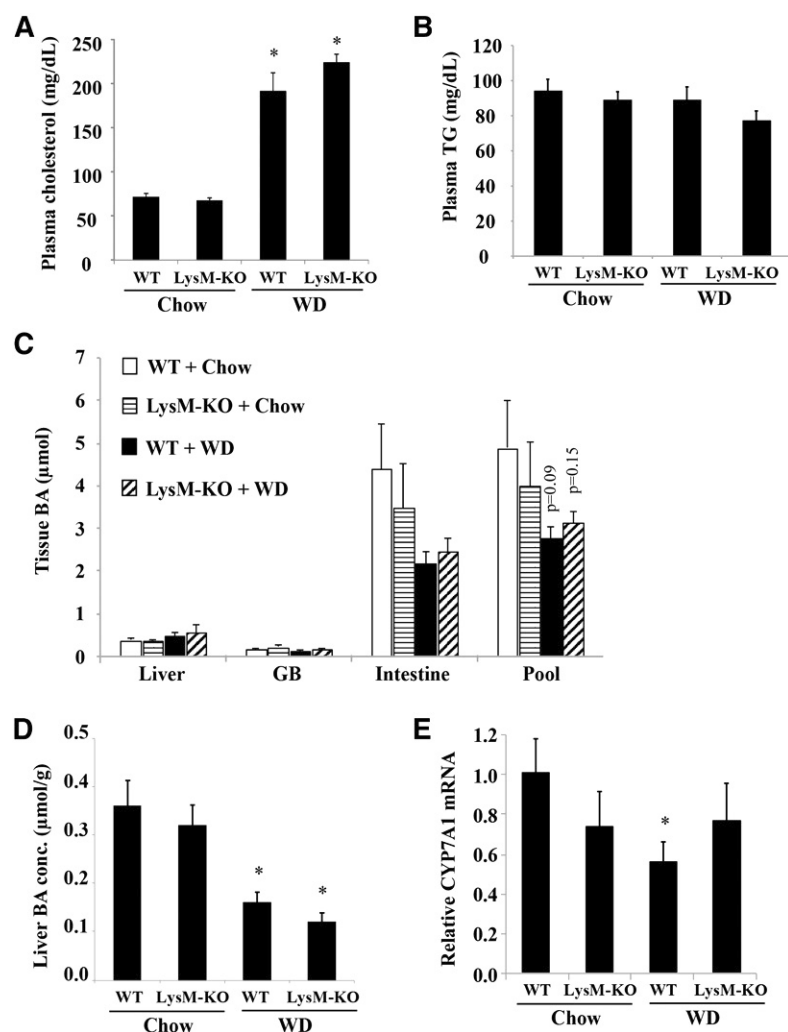 A
Plasma cholesterol (mg/dL)
250
200
150
100
50
0
*
*
WT LysM-KO WT LysM-KO
Chow WD
B
Plasma TG (mg/dL)
120
100
80
60
40
20
0
WT LysM-KO WT LysM-KO
Chow WD
C
Tissue BA (µmol)
7
6
5
4
3
2
1
0
WT + Chow
LysM-KO + Chow
WT + WD
LysM-KO + WD
p=0.09
p=0.15
Liver GB Intestine Pool
D
Liver BA conc. (µmol/g)
0.5
0.4
0.3
0.2
0.1
0.0
*
*
WT LysM-KO WT LysM-KO
Chow WD
E
Relative CYP7A1 mRNA
1.2
1.0
0.8
0.6
0.4
0.2
0.0
*
WT LysM-KO WT LysM-KO
Chow WD